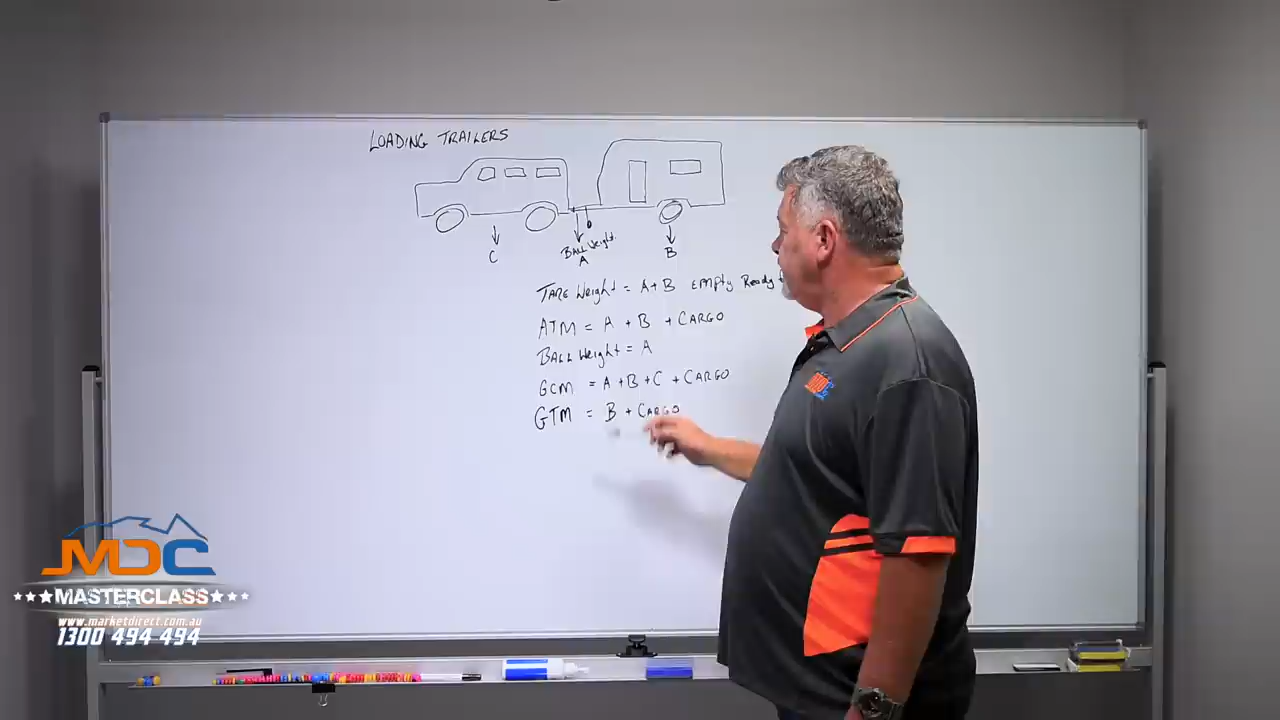 LOADING TRAILERS
C
BALL Weight
A
B
TARE Weight = A+B empty Ready
ATM = A + B + CARGO
BALL Weight = A
GCM = A+B+C + CARGO
GTM = B + CARGO
MDC
MASTERCLASS
www.marketdirect.com.au
1300 494 494